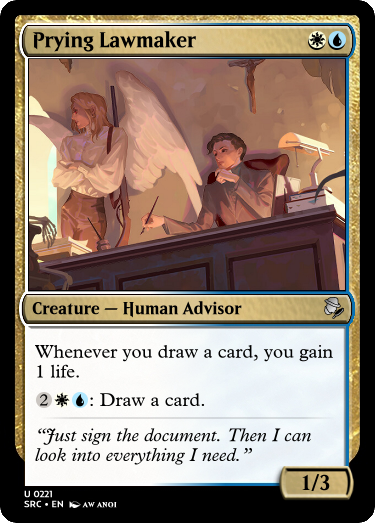 Prying Lawmaker
Creature — Human Advisor
Whenever you draw a card, you gain
1 life.
2 : Draw a card.
“Just sign the document. Then I can
look into everything I need.”
1/3
U 0221
SRC • EN AW ANOI